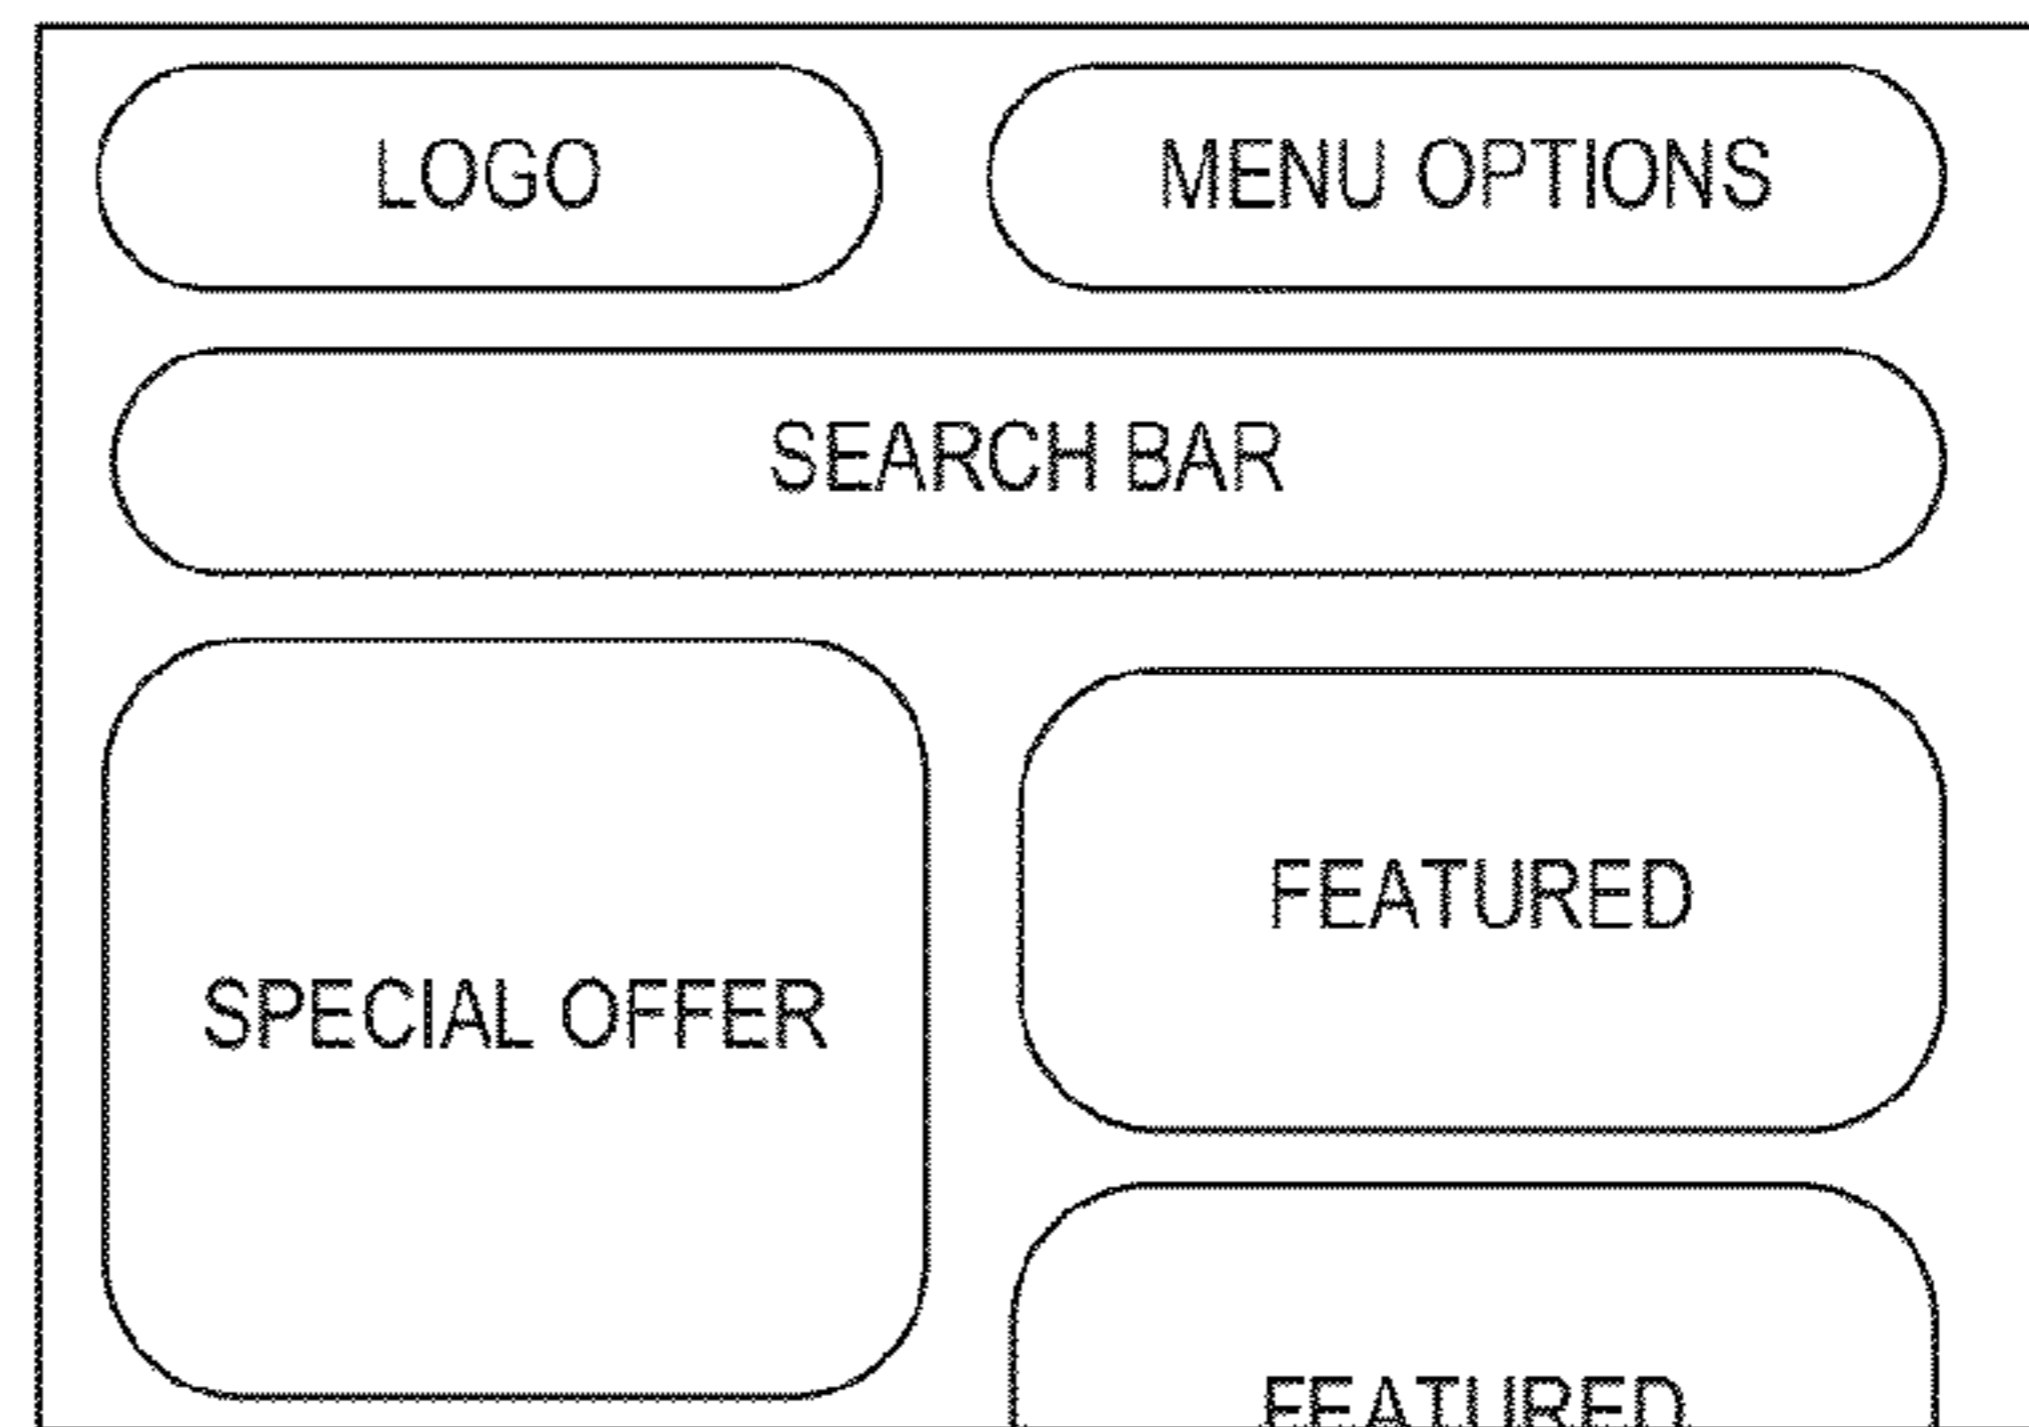 LOGO
MENU OPTIONS
SEARCH BAR
FEATURED
SPECIAL OFFER
FEATURED